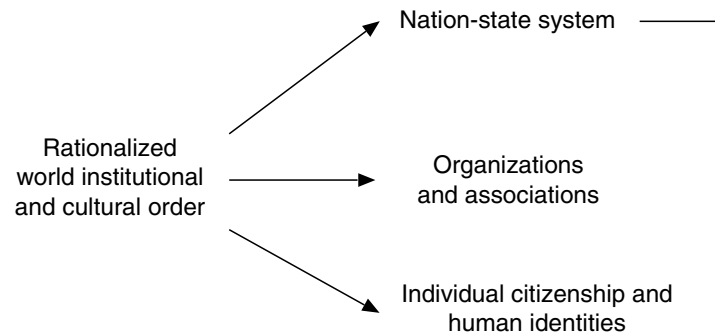 Nation-state system
Rationalized
world institutional
and cultural order
Organizations
and associations
Individual citizenship and
human identities